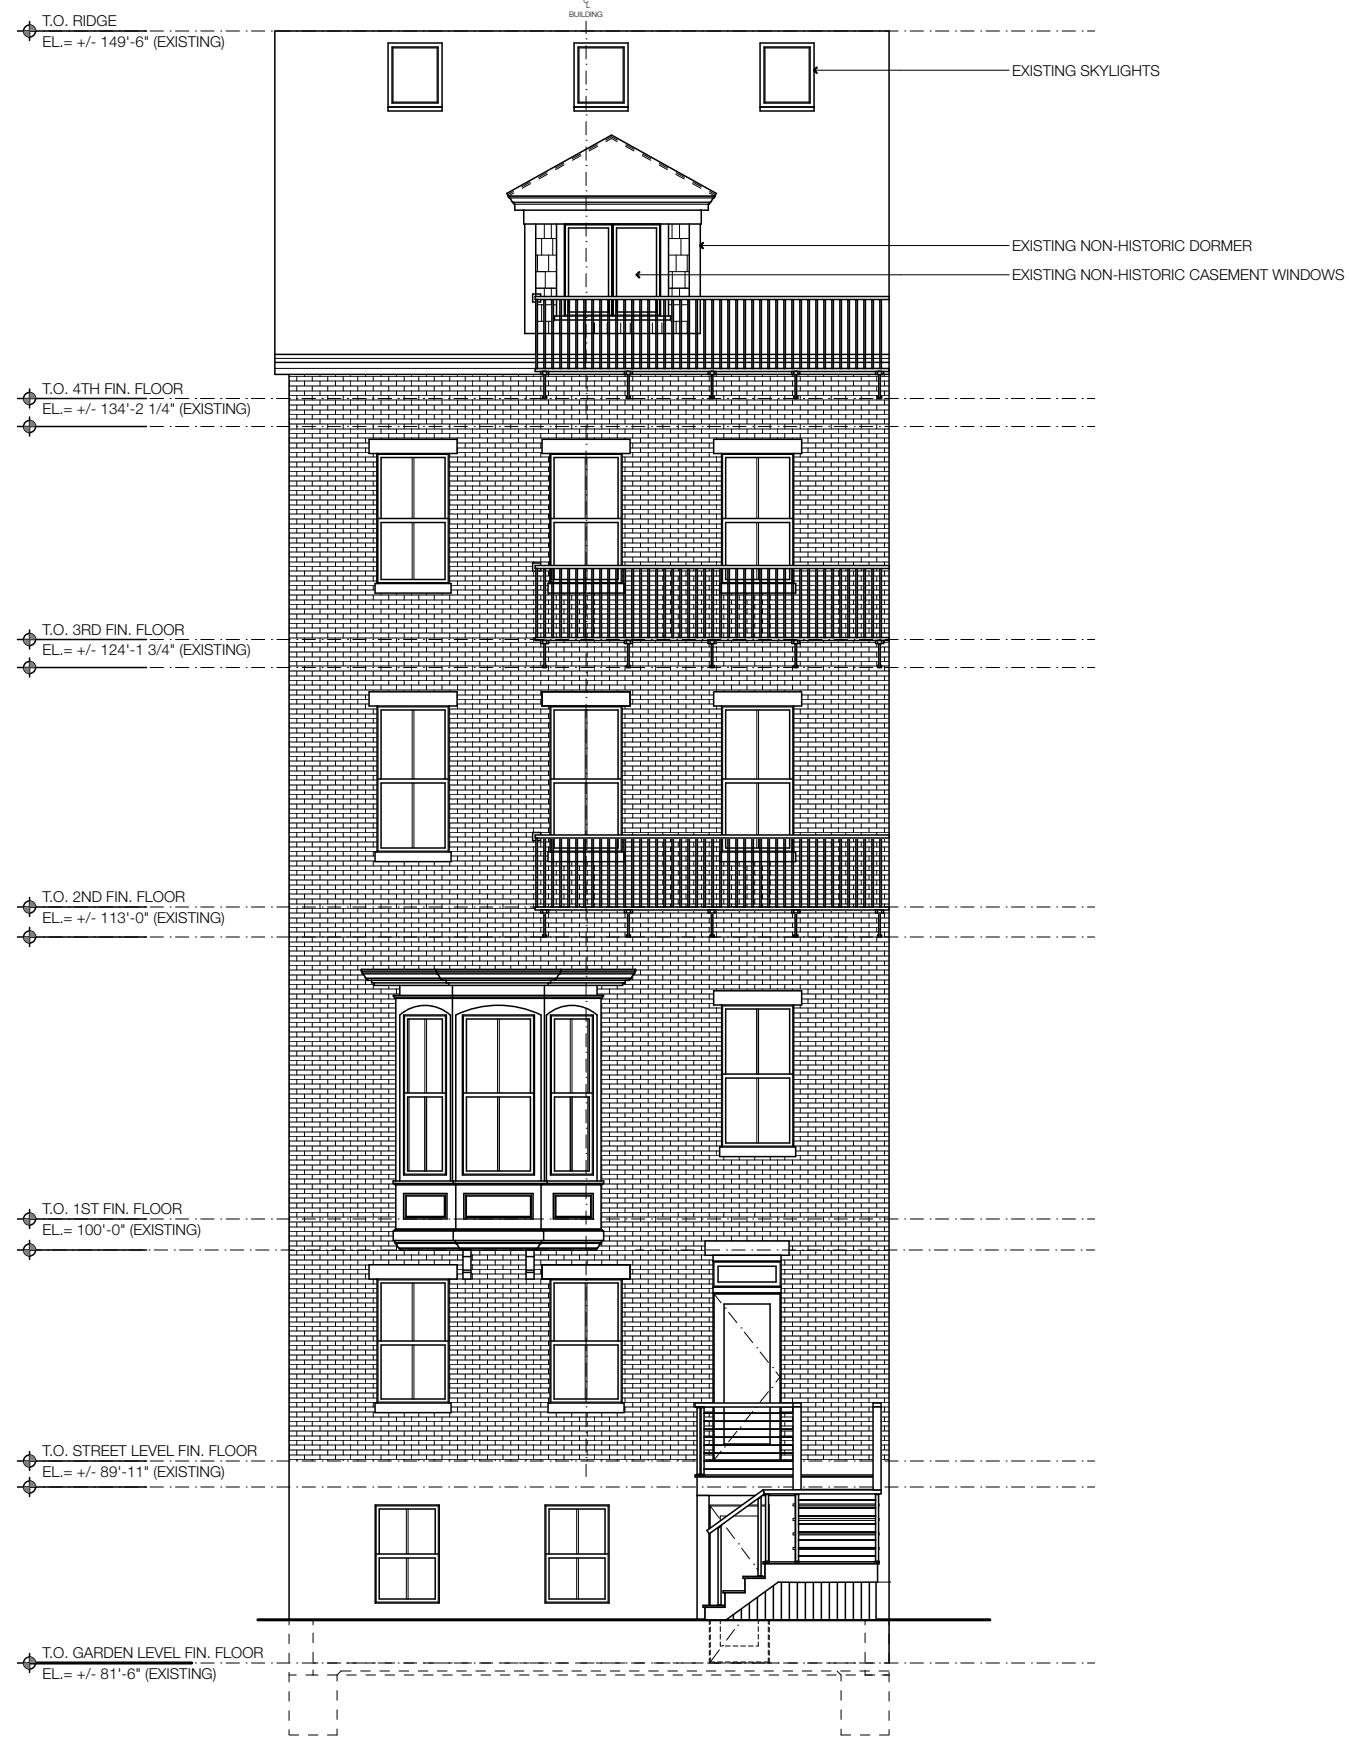 ℄
BUILDING
T.O. RIDGE
EL.= +/- 149'-6" (EXISTING)
EXISTING SKYLIGHTS
EXISTING NON-HISTORIC DORMER
EXISTING NON-HISTORIC CASEMENT WINDOWS
T.O. 4TH FIN. FLOOR
EL.= +/- 134'-2 1/4" (EXISTING)
T.O. 3RD FIN. FLOOR
EL.= +/- 124'-1 3/4" (EXISTING)
T.O. 2ND FIN. FLOOR
EL.= +/- 113'-0" (EXISTING)
T.O. 1ST FIN. FLOOR
EL.= 100'-0" (EXISTING)
T.O. STREET LEVEL FIN. FLOOR
EL.= +/- 89'-11" (EXISTING)
T.O. GARDEN LEVEL FIN. FLOOR
EL.= +/- 81'-6" (EXISTING)